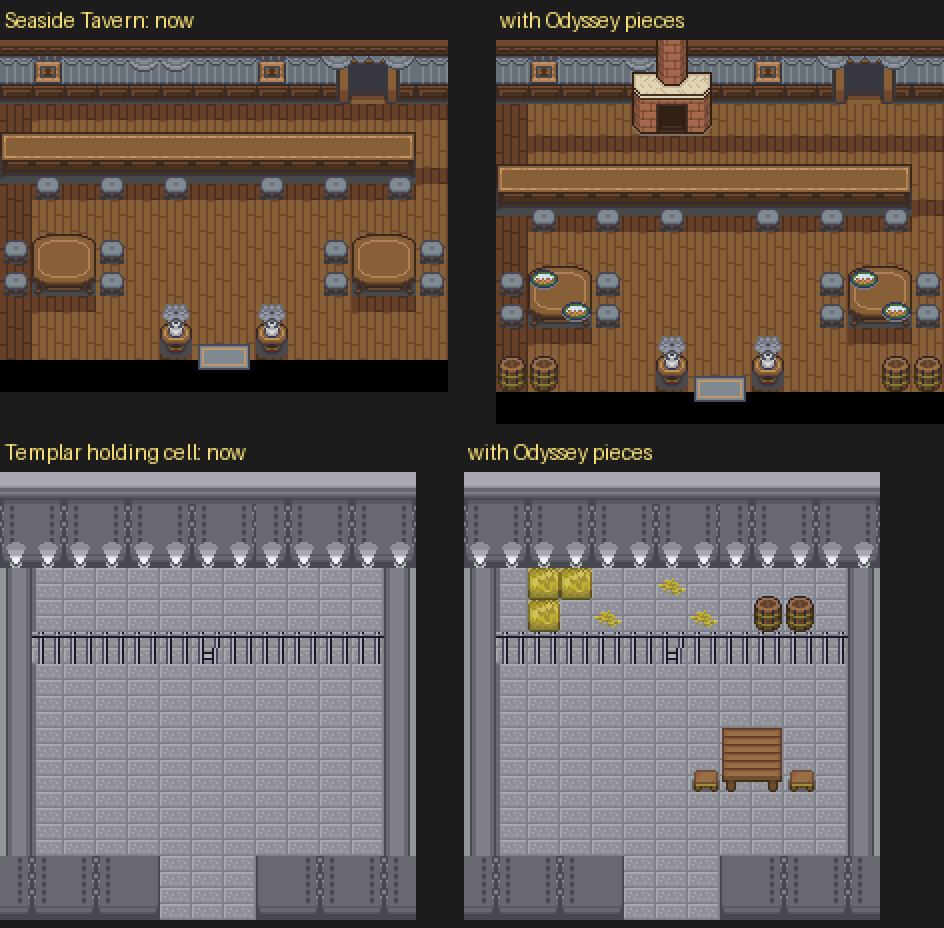 Seaside Tavern: now
with Odyssey pieces
Templar holding cell: now
with Odyssey pieces